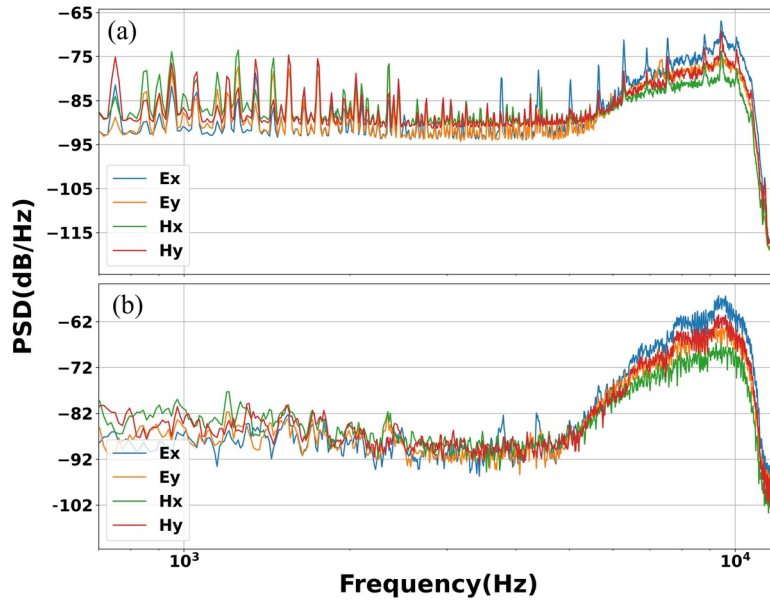 (a)
−65
−75
−85
−95
−105
−115
Ex
Ey
Hx
Hy
PSD(dB/Hz)
(b)
−62
−72
−82
−92
−102
Ex
Ey
Hx
Hy
10³
10⁴
Frequency(Hz)